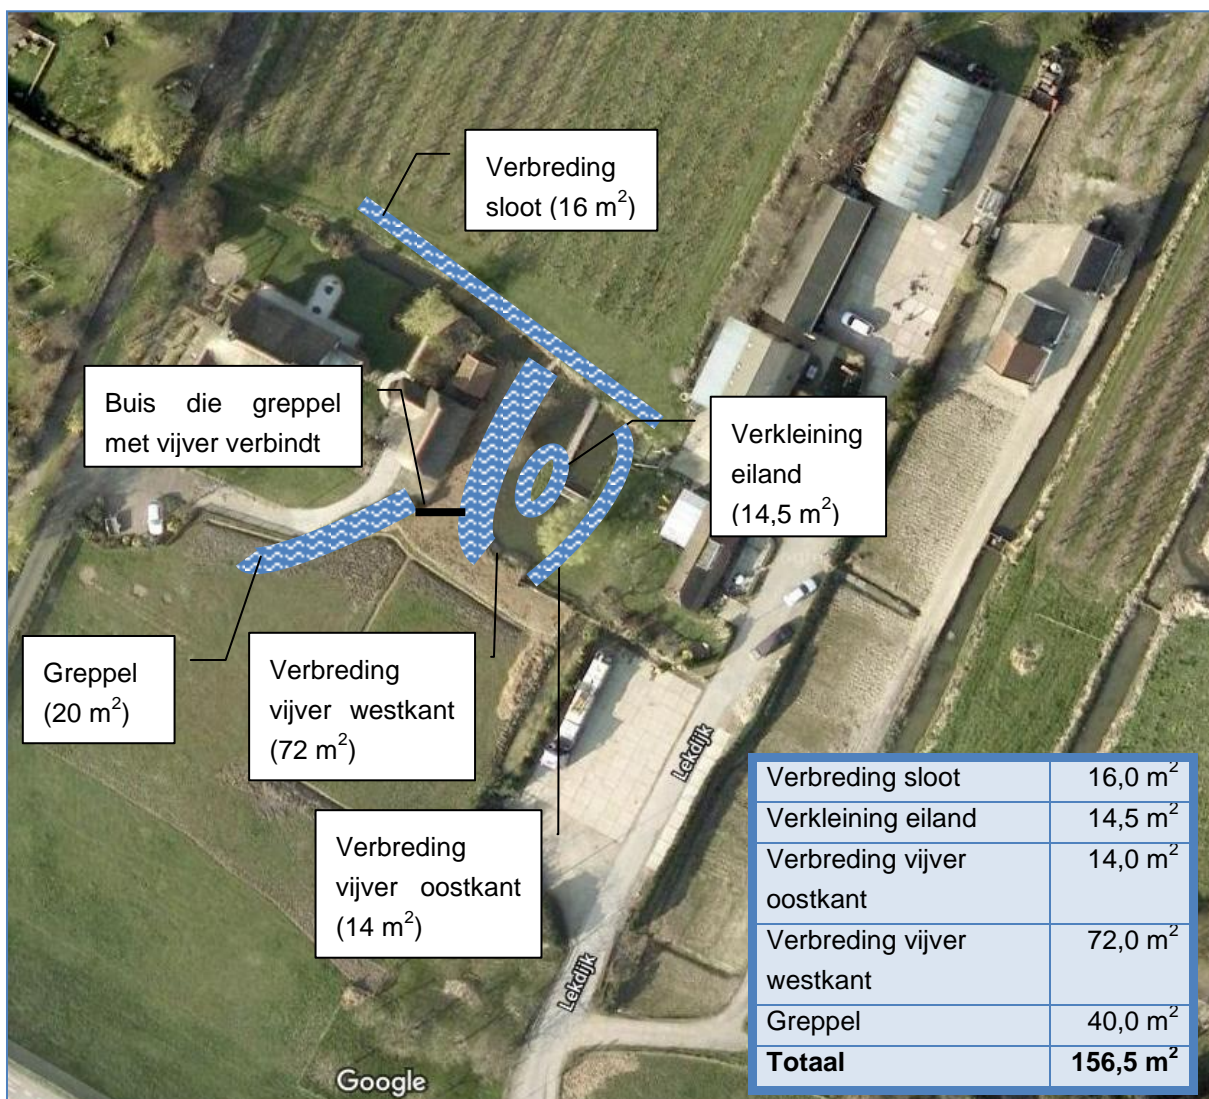 Verbreding
sloot (16 m²)
Buis die greppel
met vijver verbindt
Verkleining
eiland
(14,5 m²)
Greppel
(20 m²)
Verbreding
vijver westkant
(72 m²)
Verbreding
vijver oostkant
(14 m²)
Lekdijk
Lekdijk
Google
Verbreding sloot 16,0 m²
Verkleining eiland 14,5 m²
Verbreding vijver 14,0 m²
oostkant
Verbreding vijver 72,0 m²
westkant
Greppel 40,0 m²
Totaal 156,5 m²